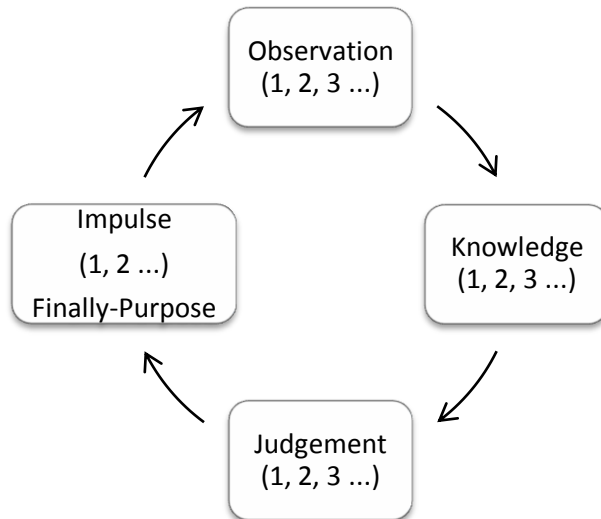 Observation
(1, 2, 3 ...)
Impulse
(1, 2 ...)
Finally-Purpose
Knowledge
(1, 2, 3 ...)
Judgement
(1, 2, 3 ...)